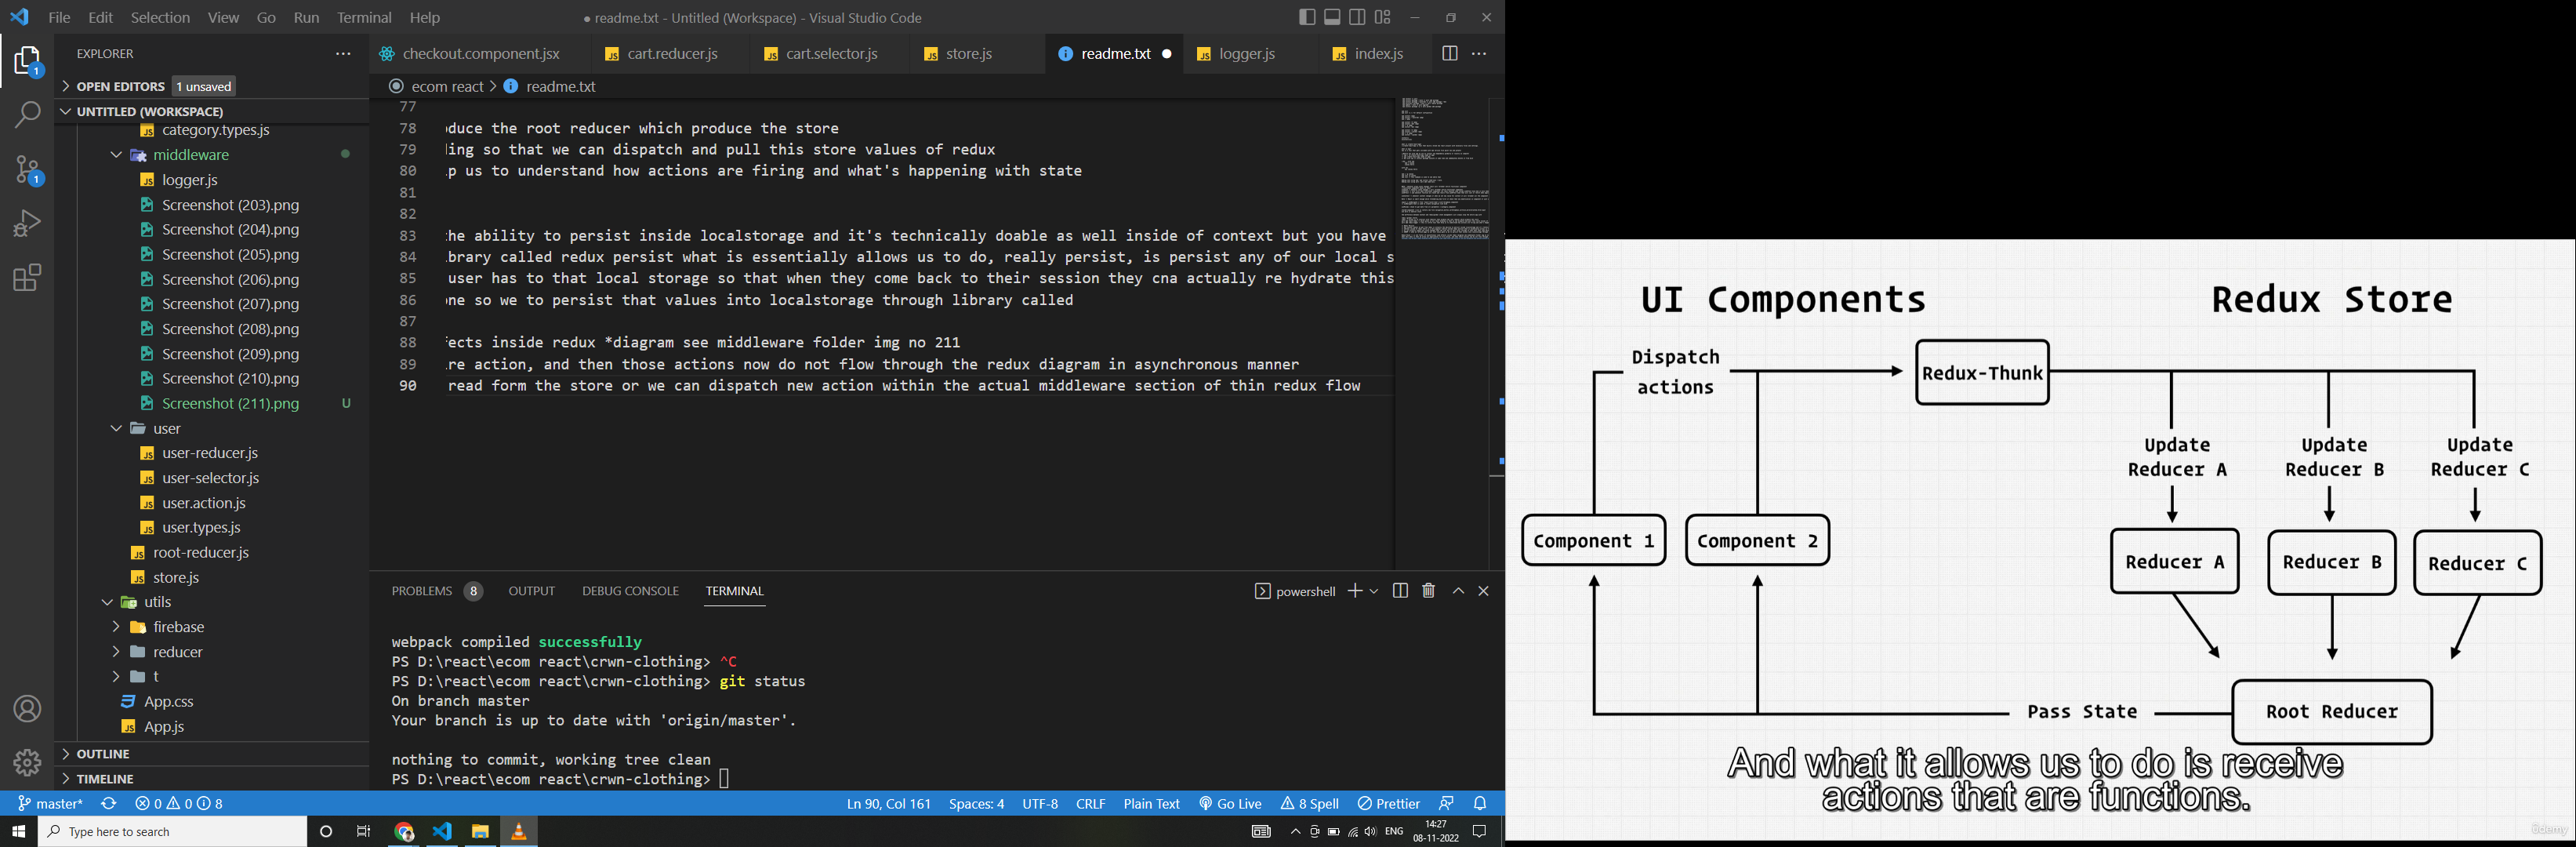 File Edit Selection View Go Run Terminal Help
● readme.txt - Untitled (Workspace) - Visual Studio Code
EXPLORER
checkout.component.jsx
cart.reducer.js
cart.selector.js
store.js
readme.txt
logger.js
index.js
ecom react > readme.txt
OPEN EDITORS 1 unsaved
UNTITLED (WORKSPACE)
category.types.js
middleware
logger.js
Screenshot (203).png
Screenshot (204).png
Screenshot (205).png
Screenshot (206).png
Screenshot (207).png
Screenshot (208).png
Screenshot (209).png
Screenshot (210).png
Screenshot (211).png U
user
user-reducer.js
user-selector.js
user.action.js
user.types.js
root-reducer.js
store.js
utils
firebase
reducer
t
App.css
App.js
OUTLINE
TIMELINE
77
78 duce the root reducer which produce the store
79 ing so that we can dispatch and pull this store values of redux
80 p us to understand how actions are firing and what's happening with state
81
82
83 he ability to persist inside localstorage and it's technically doable as well inside of context but you have
84 brary called redux persist what is essentially allows us to do, really persist, is persist any of our local s
85 user has to that local storage so that when they come back to their session they cna actually re hydrate this
86 ne so we to persist that values into localstorage through library called
87
88 ects inside redux *diagram see middleware folder img no 211
89 re action, and then those actions now do not flow through the redux diagram in asynchronous manner
90 read form the store or we can dispatch new action within the actual middleware section of thin redux flow
PROBLEMS 8 OUTPUT DEBUG CONSOLE TERMINAL
powershell
webpack compiled successfully
PS D:\react\ecom react\crwn-clothing> ^C
PS D:\react\ecom react\crwn-clothing> git status
On branch master
Your branch is up to date with 'origin/master'.
nothing to commit, working tree clean
PS D:\react\ecom react\crwn-clothing>
master* 0 0 8
Ln 90, Col 161 Spaces: 4 UTF-8 CRLF Plain Text Go Live 8 Spell Prettier
Type here to search
ENG
14:27
08-11-2022
UI Components
Redux Store
Dispatch
actions
Redux-Thunk
Update
Reducer A
Update
Reducer B
Update
Reducer C
Component 1
Component 2
Reducer A
Reducer B
Reducer C
Pass State
Root Reducer
And what it allows us to do is receive
actions that are functions.
ûdemy